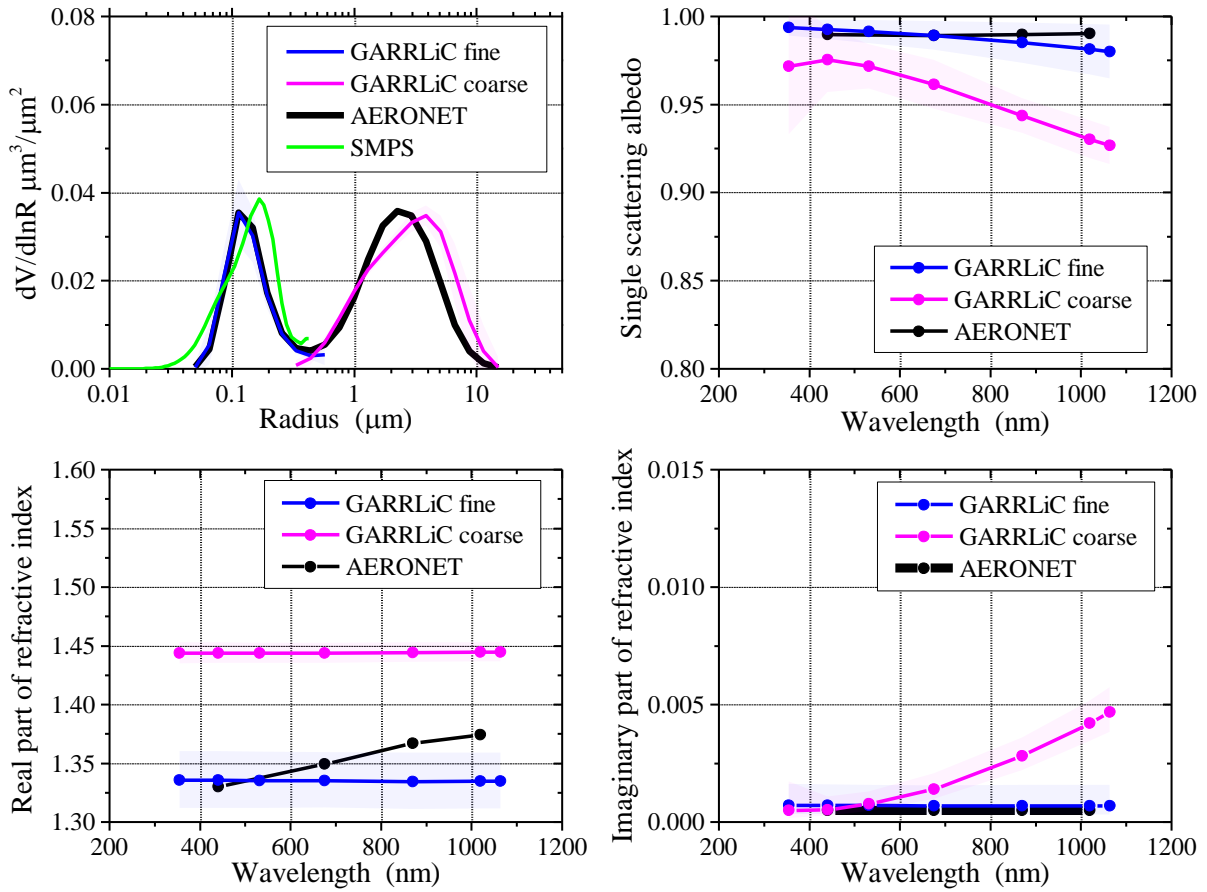 0.08
0.06
0.04
0.02
0.00
dV/dlnR μm³/μm²
GARRLiC fine
GARRLiC coarse
AERONET
SMPS
0.01
0.1
1
10
Radius (μm)
1.00
0.95
0.90
0.85
0.80
Single scattering albedo
GARRLiC fine
GARRLiC coarse
AERONET
200
400
600
800
1000
1200
Wavelength (nm)
1.60
1.55
1.50
1.45
1.40
1.35
1.30
Real part of refractive index
GARRLiC fine
GARRLiC coarse
AERONET
200
400
600
800
1000
1200
Wavelength (nm)
0.015
0.010
0.005
0.000
Imaginary part of refractive index
GARRLiC fine
GARRLiC coarse
AERONET
200
400
600
800
1000
1200
Wavelength (nm)